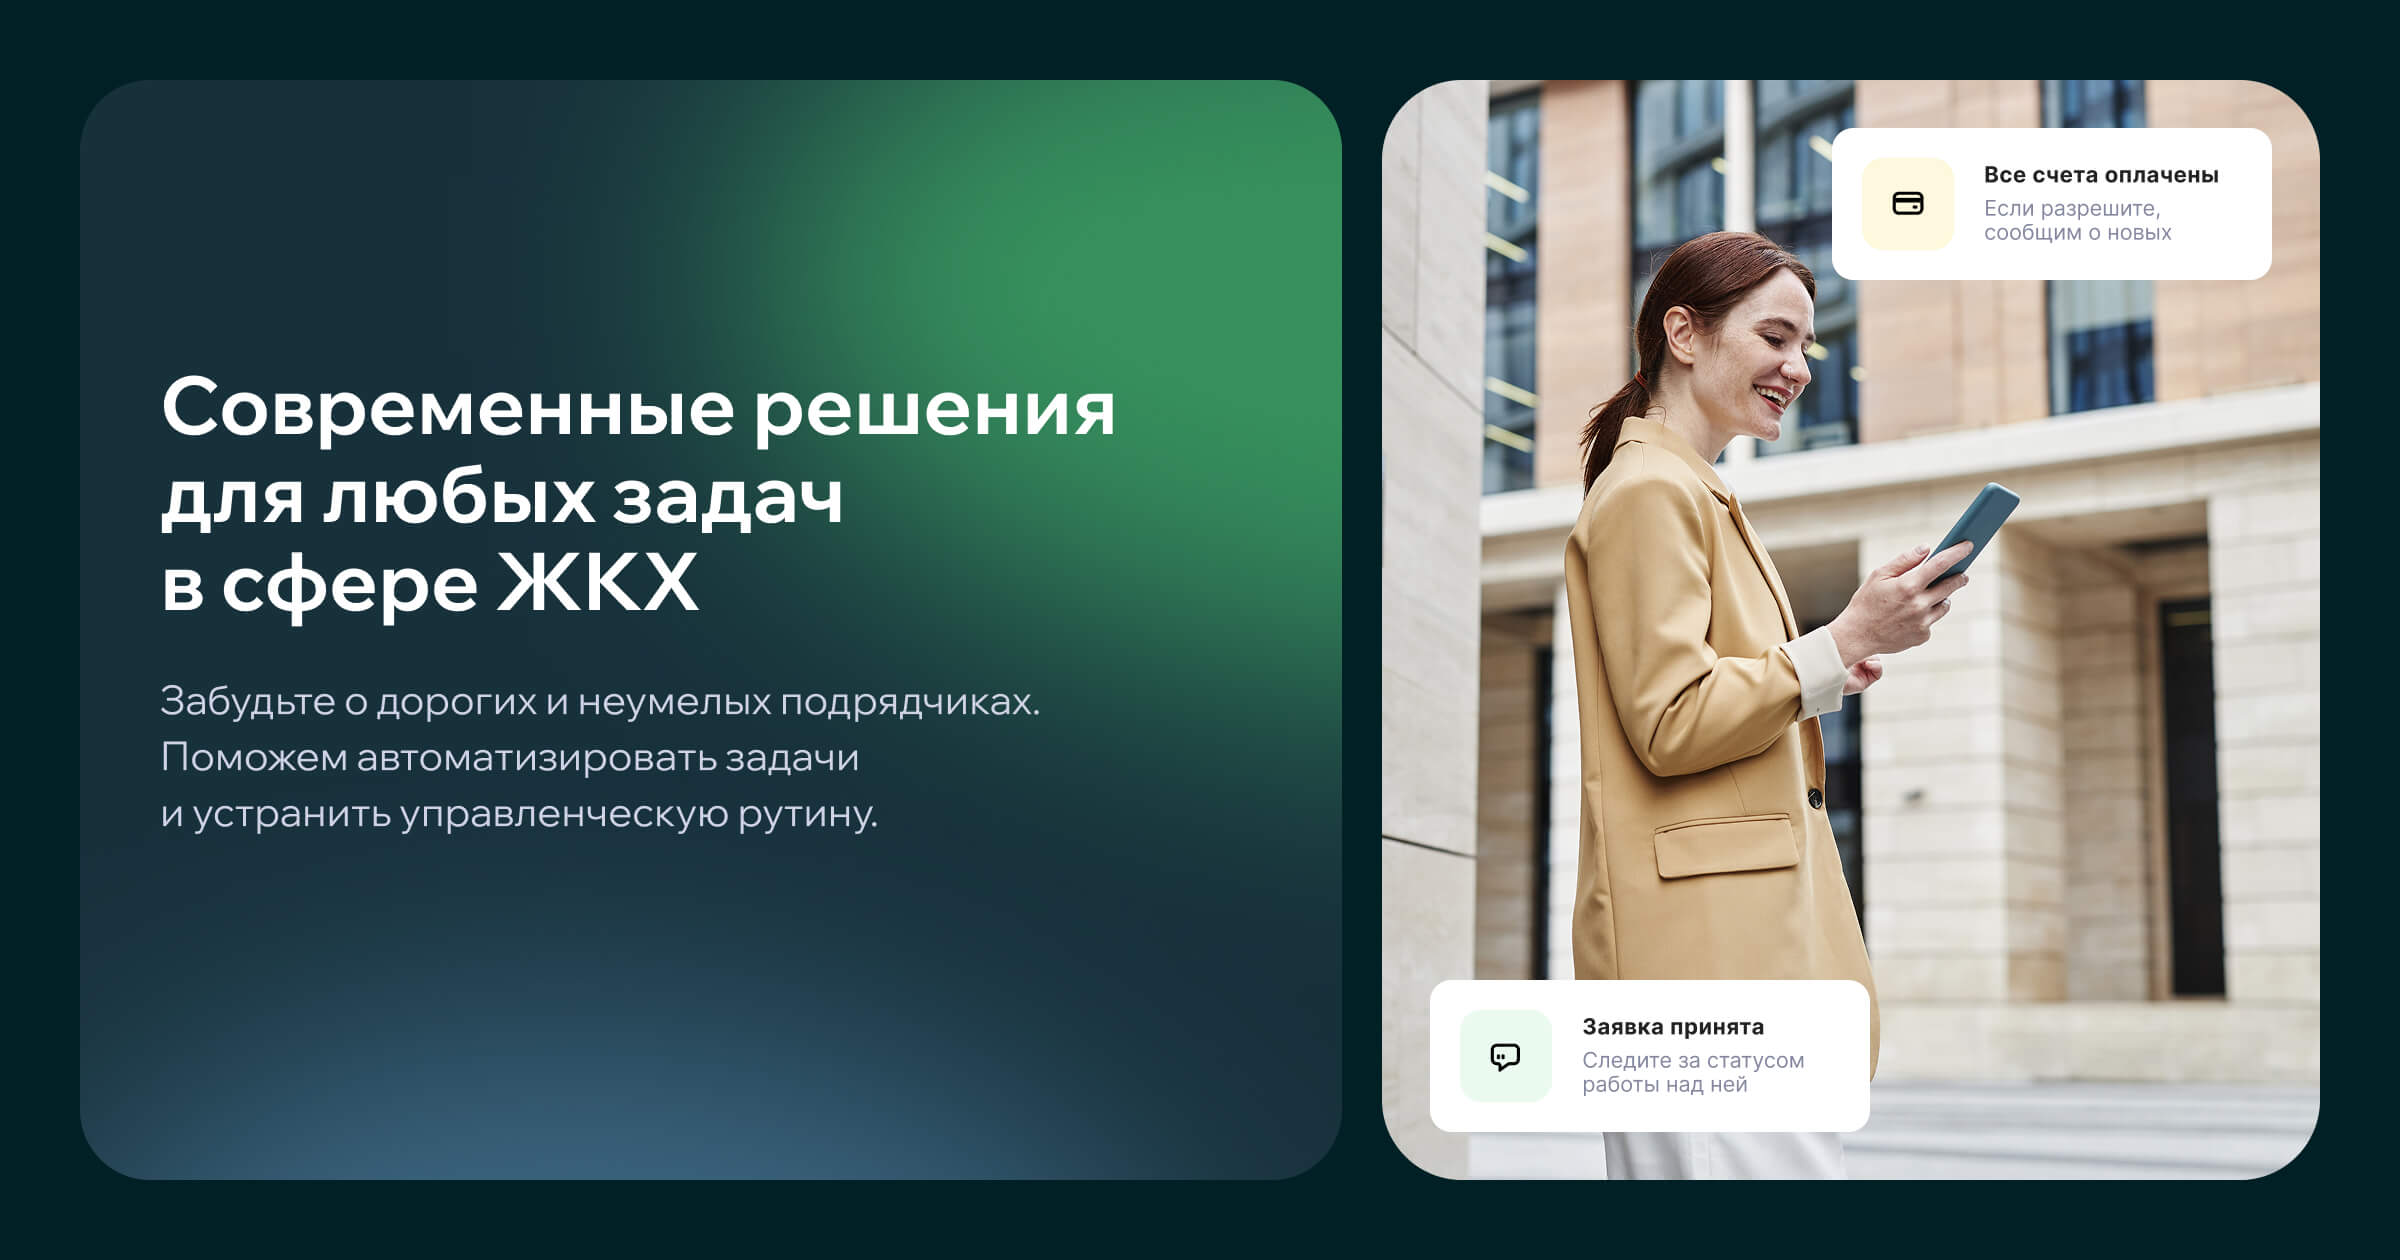 Современные решения
для любых задач
в сфере ЖКХ
Забудьте о дорогих и неумелых подрядчиках.
Поможем автоматизировать задачи
и устранить управленческую рутину.
Все счета оплачены
Если разрешите,
сообщим о новых
Заявка принята
Следите за статусом
работы над ней